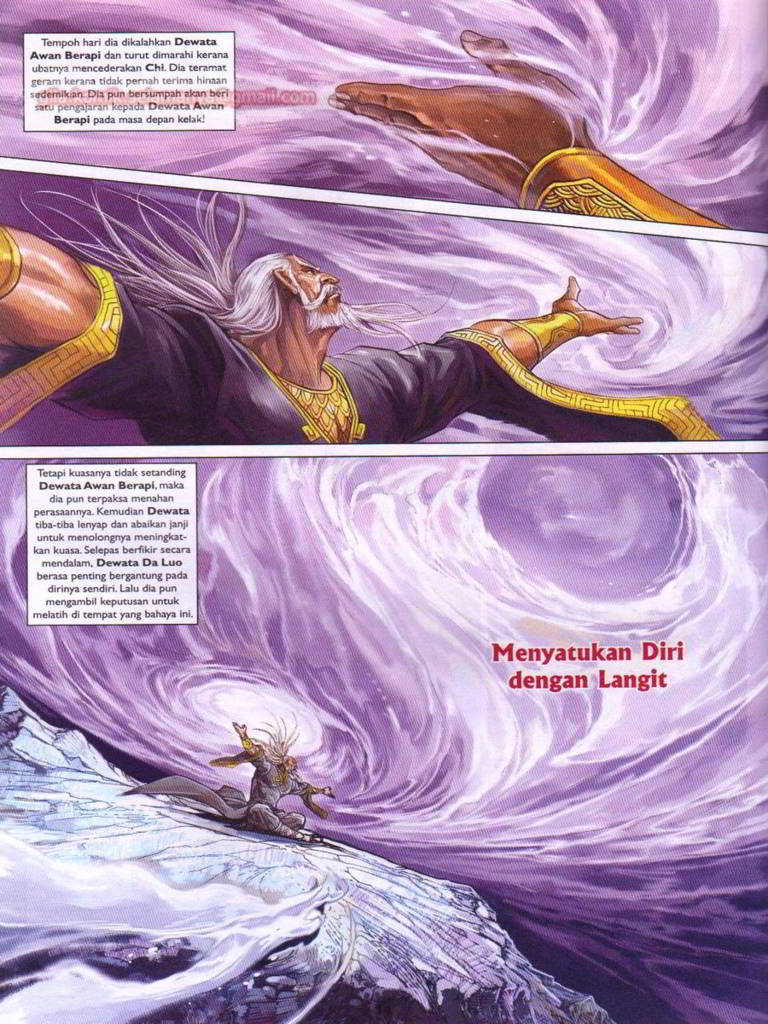 Tempoh hari dia dikalahkan Dewata
Awan Berapi dan turut dimarahi kerana
ubatnya mencederakan Chi. Dia teramat
geram kerana tidak pernah terima hinaan
sedemikian. Dia pun bersumpah akan beri
satu pengajaran kepada Dewata Awan
Berapi pada masa depan kelak!
gmail.com
Tetapi kuasanya tidak setanding
Dewata Awan Berapi, maka
dia pun terpaksa menahan
perasaannya. Kemudian Dewata
tiba-tiba lenyap dan abaikan janji
untuk menolongnya meningkat-
kan kuasa. Selepas berfikir secara
mendalam, Dewata Da Luo
berasa penting bergantung pada
dirinya sendiri. Lalu dia pun
mengambil keputusan untuk
melatih di tempat yang bahaya ini.
Menyatukan Diri
dengan Langit